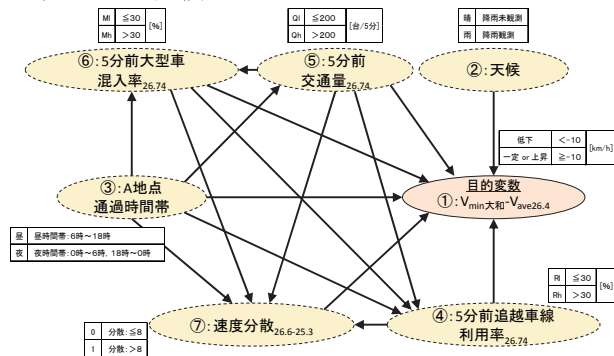 Ml ≦30 [%]
Mh >30
Ql ≦200 [台/5分]
Qh >200
晴 降雨未観測
雨 降雨観測
⑥:5分前大型車
混入率26.74
⑤:5分前
交通量26.74
②:天候
低下 <-10 [km/h]
一定 or 上昇 ≧-10
③:A地点
通過時間帯
目的変数
①:Vmin大和-Vave26.4
昼 昼時間帯:6時~18時
夜 夜時間帯:0時~6時, 18時~0時
Rl ≦30 [%]
Rh >30
⑦:速度分散26.6-25.3
④:5分前追越車線
利用率26.74
0 分散:≦8
1 分散:>8